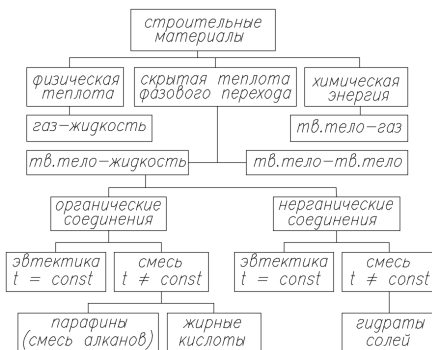 строительные
материалы
физическая
теплота
скрытая теплота
фазового перехода
химическая
энергия
газ-жидкость
тв.тело-газ
тв.тело-жидкость
тв.тело-тв.тело
органические
соединения
нерганические
соединения
эвтектика
t = const
смесь
t ≠ const
эвтектика
t = const
смесь
t ≠ const
парафины
(смесь алканов)
жирные
кислоты
гидраты
солей